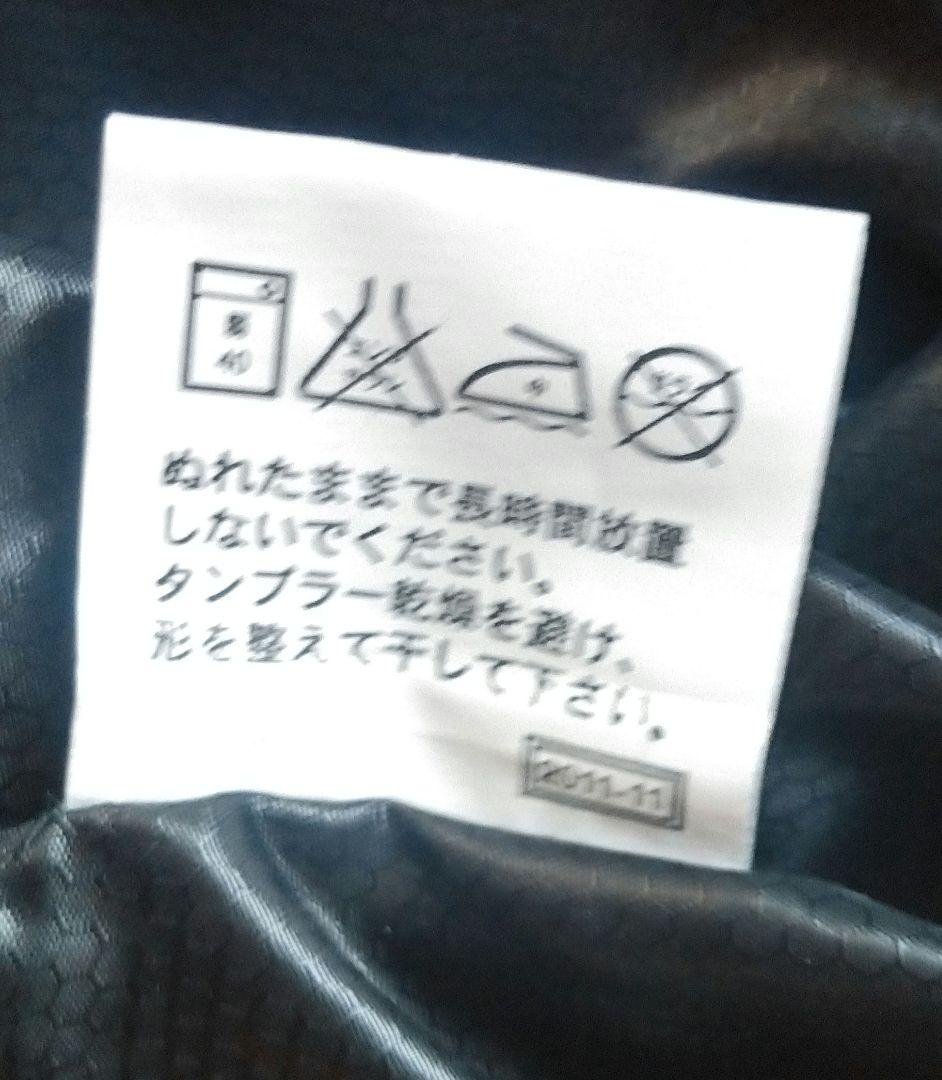 40
ぬれたままで長時間放置
しないでください。
タンブラー乾燥を避け、
形を整えて干して下さい。
2011-11